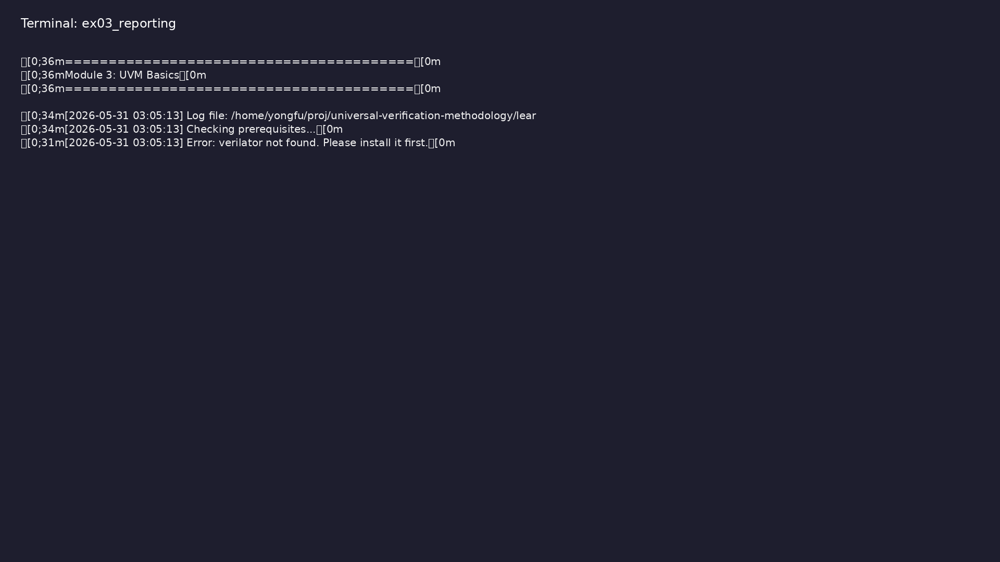 Terminal: ex03_reporting
▯[0;36m========================================▯[0m
▯[0;36mModule 3: UVM Basics▯[0m
▯[0;36m========================================▯[0m
▯[0;34m[2026-05-31 03:05:13] Log file: /home/yongfu/proj/universal-verification-methodology/lear
▯[0;34m[2026-05-31 03:05:13] Checking prerequisites...▯[0m
▯[0;31m[2026-05-31 03:05:13] Error: verilator not found. Please install it first.▯[0m